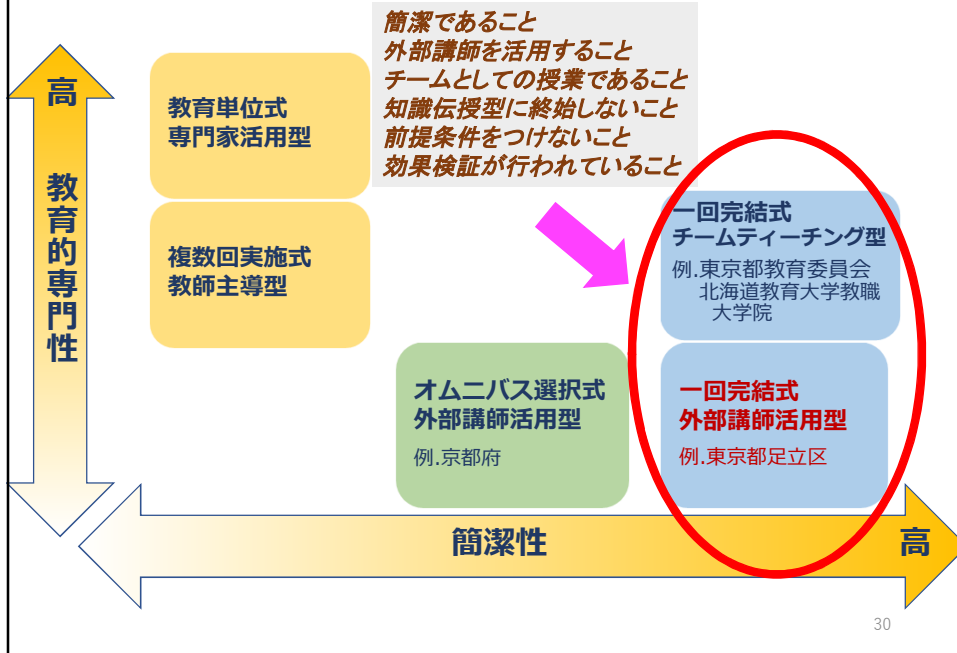 簡潔であること
外部講師を活用すること
チームとしての授業であること
知識伝授型に終始しないこと
前提条件をつけないこと
効果検証が行われていること
高
教育的専門性
教育単位式
専門家活用型
複数回実施式
教師主導型
一回完結式
チームティーチング型
例.東京都教育委員会
北海道教育大学教職
大学院
オムニバス選択式
外部講師活用型
例.京都府
一回完結式
外部講師活用型
例.東京都足立区
簡潔性
高
30